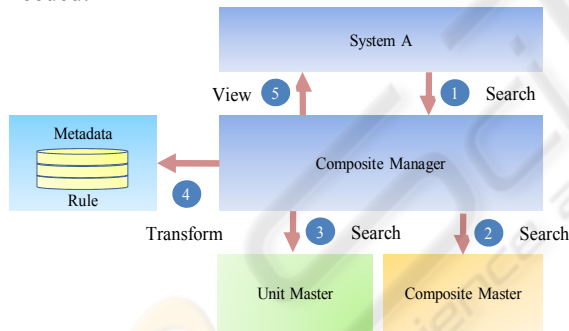 System A
View 5 1 Search
Metadata
Composite Manager
Rule
4
Transform 3 Search 2 Search
Unit Master Composite Master